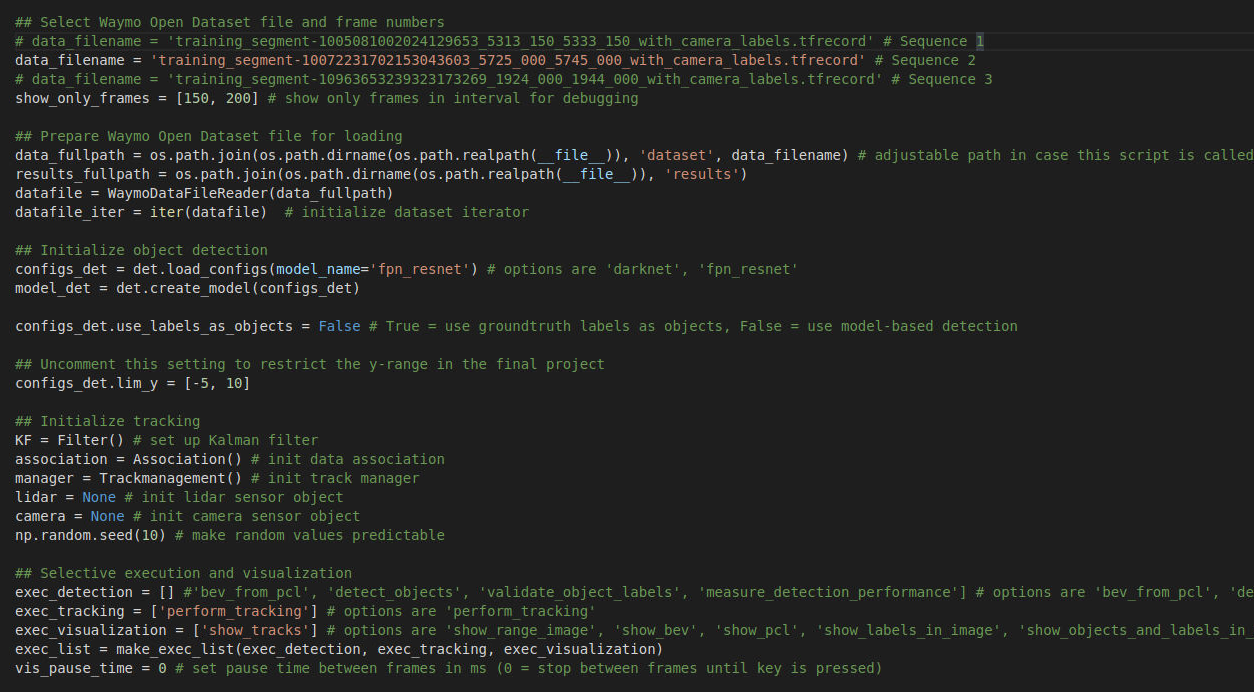 ## Select Waymo Open Dataset file and frame numbers
# data_filename = 'training_segment-1005081002024129653_5313_150_5333_150_with_camera_labels.tfrecord' # Sequence 1
data_filename = 'training_segment-10072231702153043603_5725_000_5745_000_with_camera_labels.tfrecord' # Sequence 2
# data_filename = 'training_segment-10963653239323173269_1924_000_1944_000_with_camera_labels.tfrecord' # Sequence 3
show_only_frames = [150, 200] # show only frames in interval for debugging
## Prepare Waymo Open Dataset file for loading
data_fullpath = os.path.join(os.path.dirname(os.path.realpath(__file__)), 'dataset', data_filename) # adjustable path in case this script is called
results_fullpath = os.path.join(os.path.dirname(os.path.realpath(__file__)), 'results')
datafile = WaymoDataFileReader(data_fullpath)
datafile_iter = iter(datafile)  # initialize dataset iterator
## Initialize object detection
configs_det = det.load_configs(model_name='fpn_resnet') # options are 'darknet', 'fpn_resnet'
model_det = det.create_model(configs_det)
configs_det.use_labels_as_objects = False # True = use groundtruth labels as objects, False = use model-based detection
## Uncomment this setting to restrict the y-range in the final project
configs_det.lim_y = [-5, 10]
## Initialize tracking
KF = Filter() # set up Kalman filter
association = Association() # init data association
manager = Trackmanagement() # init track manager
lidar = None # init lidar sensor object
camera = None # init camera sensor object
np.random.seed(10) # make random values predictable
## Selective execution and visualization
exec_detection = [] #'bev_from_pcl', 'detect_objects', 'validate_object_labels', 'measure_detection_performance'] # options are 'bev_from_pcl', 'de
exec_tracking = ['perform_tracking'] # options are 'perform_tracking'
exec_visualization = ['show_tracks'] # options are 'show_range_image', 'show_bev', 'show_pcl', 'show_labels_in_image', 'show_objects_and_labels_in_
exec_list = make_exec_list(exec_detection, exec_tracking, exec_visualization)
vis_pause_time = 0 # set pause time between frames in ms (0 = stop between frames until key is pressed)